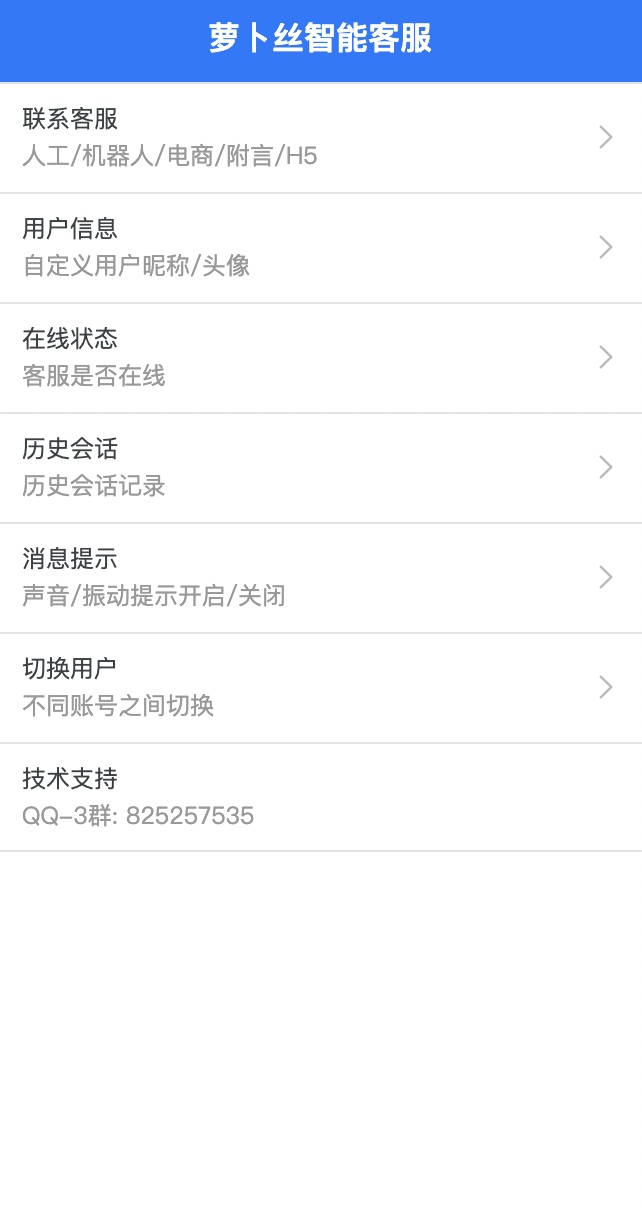 萝卜丝智能客服
联系客服
人工/机器人/电商/附言/H5
用户信息
自定义用户昵称/头像
在线状态
客服是否在线
历史会话
历史会话记录
消息提示
声音/振动提示开启/关闭
切换用户
不同账号之间切换
技术支持
QQ-3群: 825257535